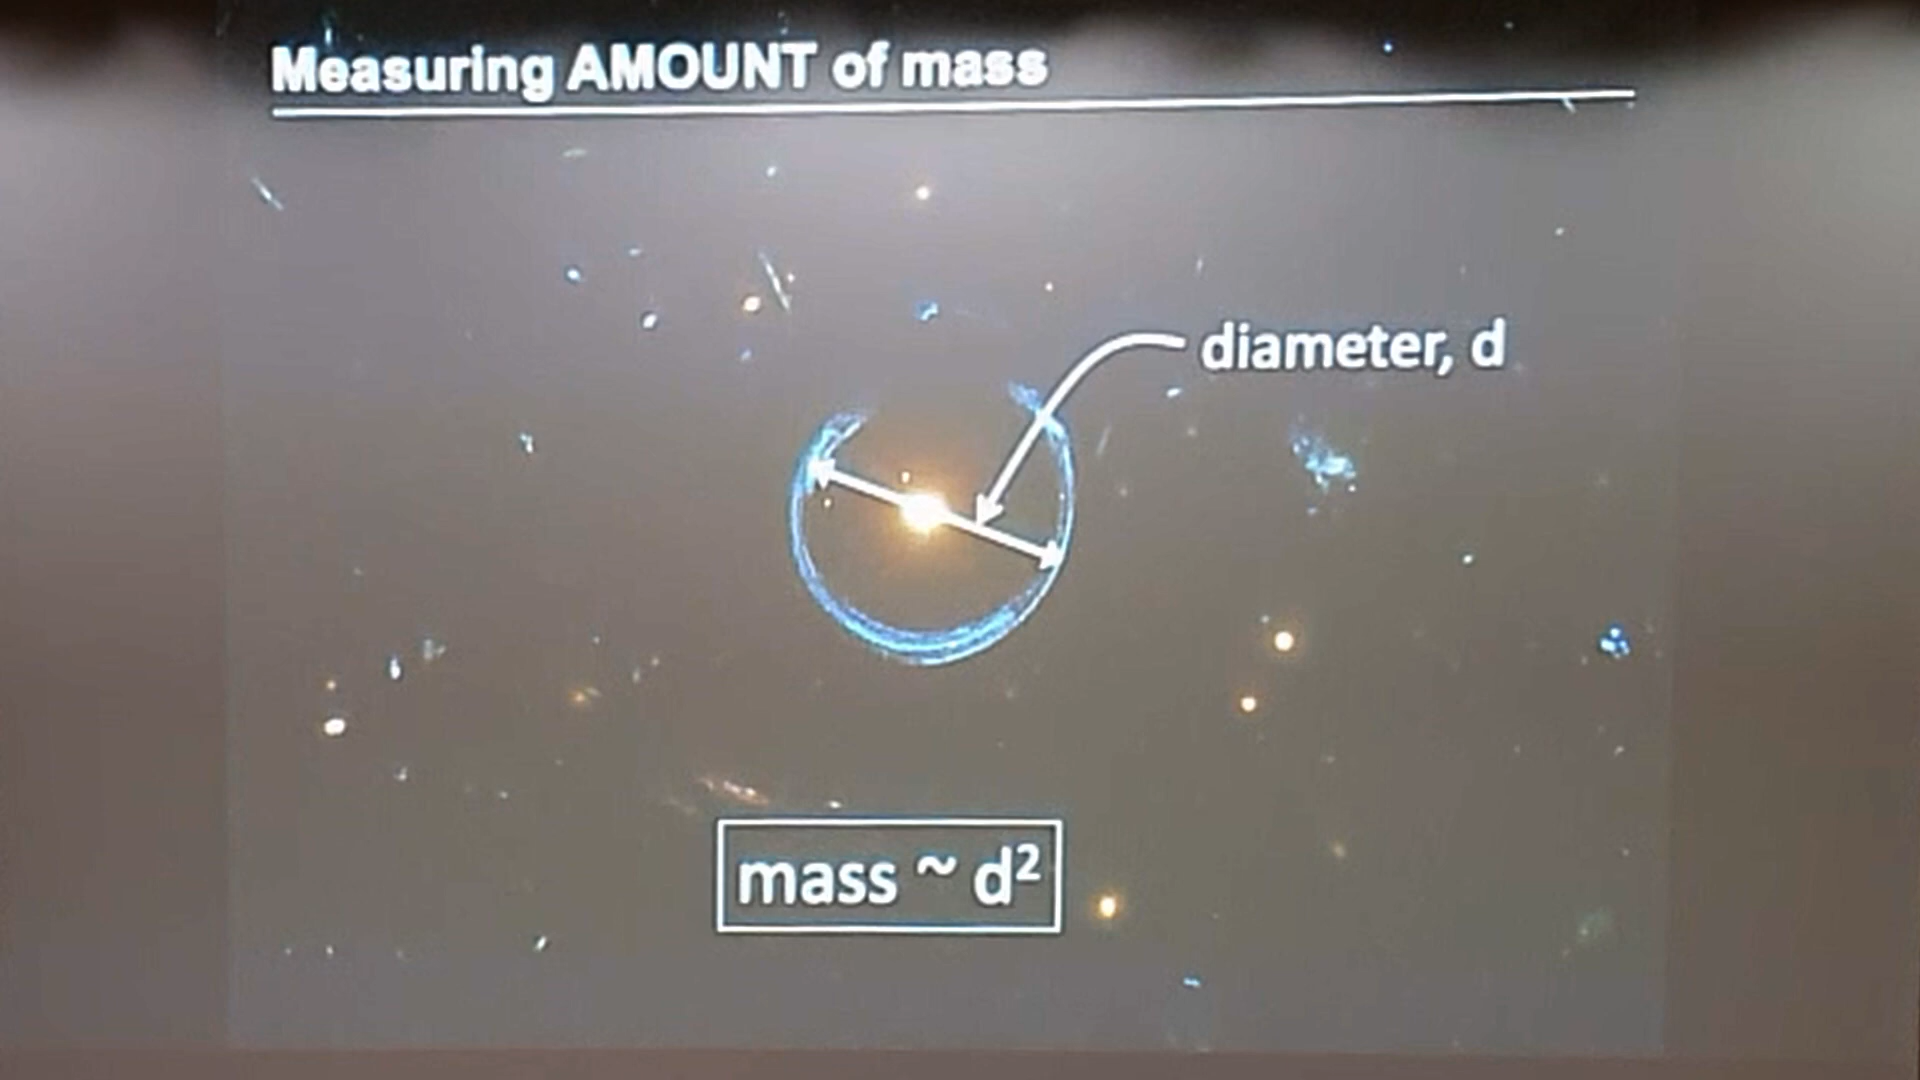 Measuring AMOUNT of mass
diameter, d
mass ~ d²